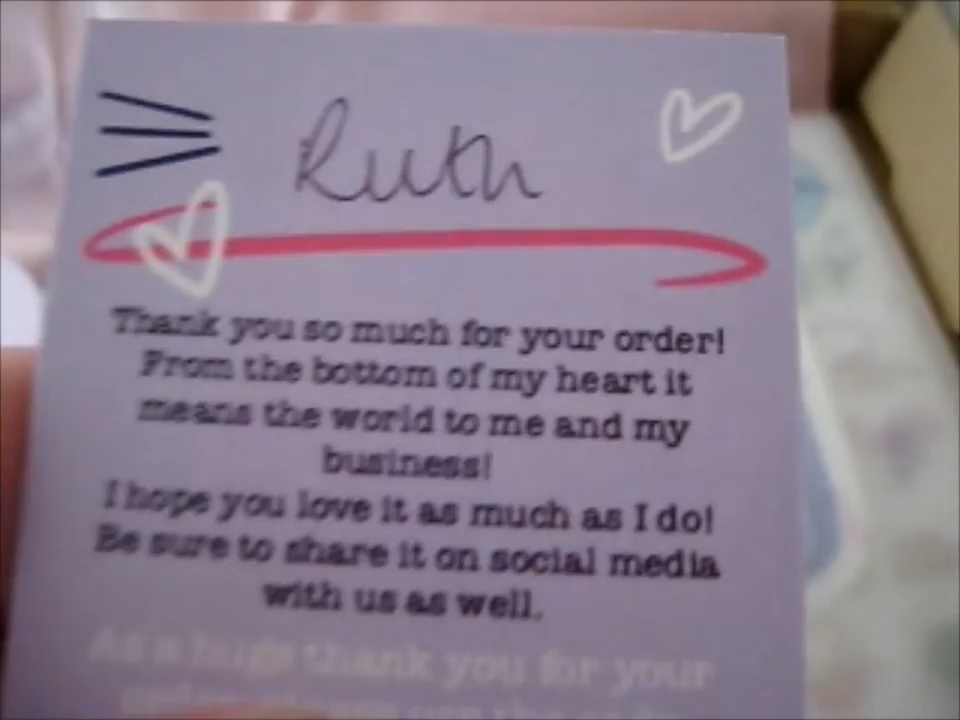 Ruth
Thank you so much for your order!
From the bottom of my heart it
means the world to me and my
business!
I hope you love it as much as I do!
Be sure to share it on social media
with us as well.
As a huge thank you for your